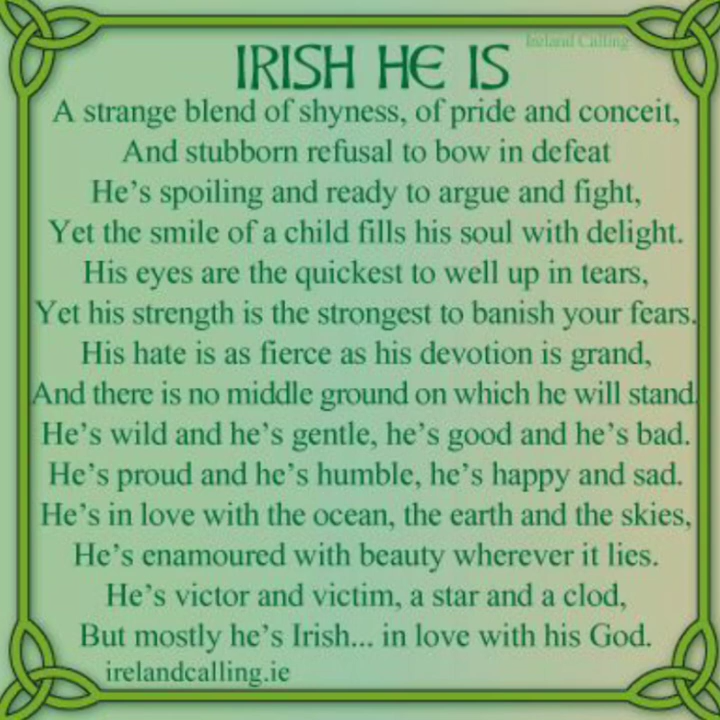 Ireland Calling
IRISH HE IS
A strange blend of shyness, of pride and conceit,
And stubborn refusal to bow in defeat
He's spoiling and ready to argue and fight,
Yet the smile of a child fills his soul with delight.
His eyes are the quickest to well up in tears,
Yet his strength is the strongest to banish your fears.
His hate is as fierce as his devotion is grand,
And there is no middle ground on which he will stand.
He's wild and he's gentle, he's good and he's bad.
He's proud and he's humble, he's happy and sad.
He's in love with the ocean, the earth and the skies,
He's enamoured with beauty wherever it lies.
He's victor and victim, a star and a clod,
But mostly he's Irish... in love with his God.
irelandcalling.ie